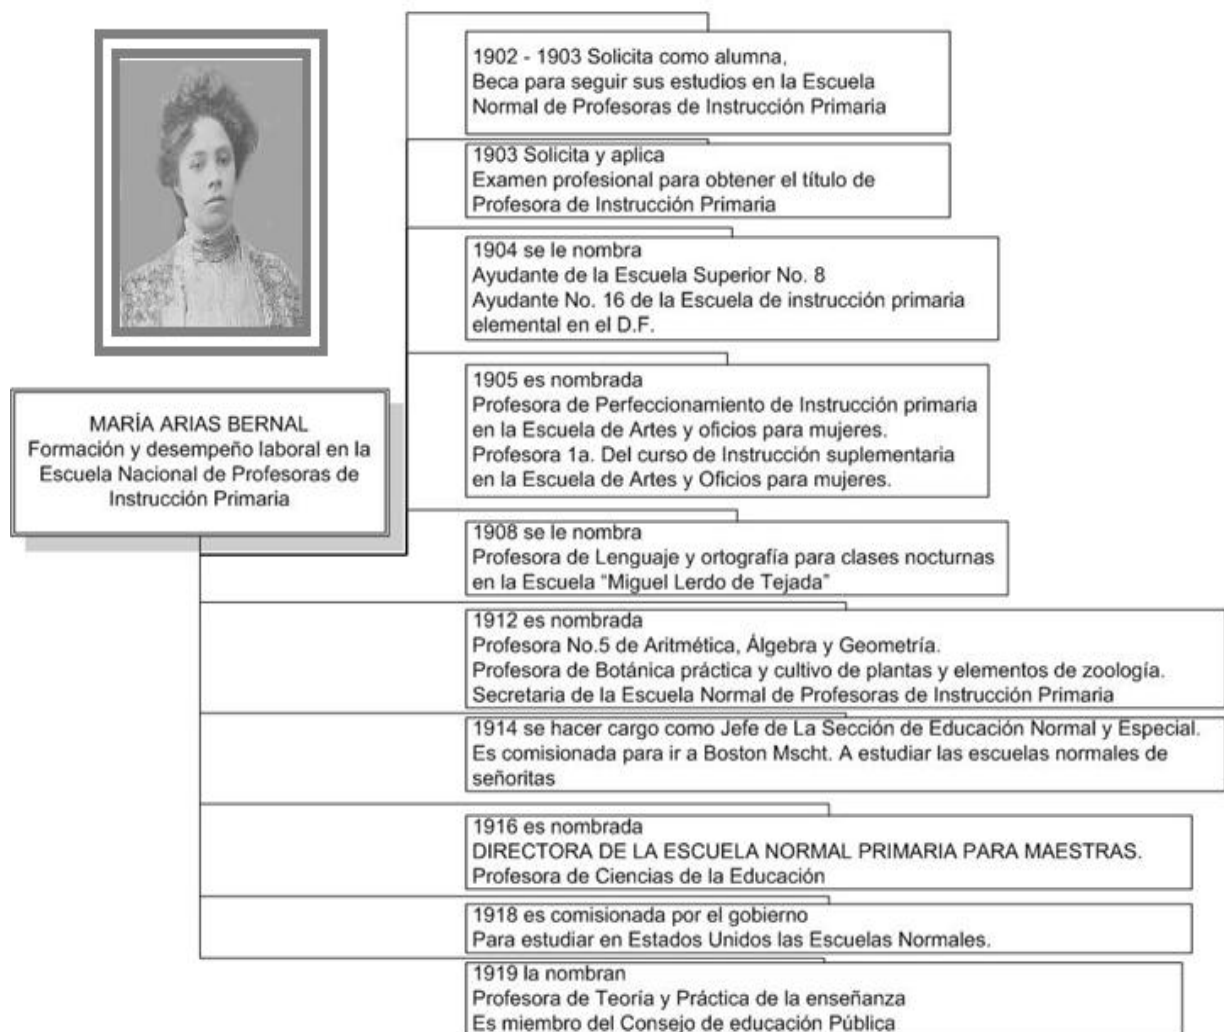 MARÍA ARIAS BERNAL
Formación y desempeño laboral en la
Escuela Nacional de Profesoras de
Instrucción Primaria
1902 - 1903 Solicita como alumna,
Beca para seguir sus estudios en la Escuela
Normal de Profesoras de Instrucción Primaria
1903 Solicita y aplica
Examen profesional para obtener el título de
Profesora de Instrucción Primaria
1904 se le nombra
Ayudante de la Escuela Superior No. 8
Ayudante No. 16 de la Escuela de instrucción primaria
elemental en el D.F.
1905 es nombrada
Profesora de Perfeccionamiento de Instrucción primaria
en la Escuela de Artes y oficios para mujeres.
Profesora 1a. Del curso de Instrucción suplementaria
en la Escuela de Artes y Oficios para mujeres.
1908 se le nombra
Profesora de Lenguaje y ortografía para clases nocturnas
en la Escuela "Miguel Lerdo de Tejada"
1912 es nombrada
Profesora No.5 de Aritmética, Álgebra y Geometría.
Profesora de Botánica práctica y cultivo de plantas y elementos de zoología.
Secretaria de la Escuela Normal de Profesoras de Instrucción Primaria
1914 se hacer cargo como Jefe de La Sección de Educación Normal y Especial.
Es comisionada para ir a Boston Mscht. A estudiar las escuelas normales de
señoritas
1916 es nombrada
DIRECTORA DE LA ESCUELA NORMAL PRIMARIA PARA MAESTRAS.
Profesora de Ciencias de la Educación
1918 es comisionada por el gobierno
Para estudiar en Estados Unidos las Escuelas Normales.
1919 la nombran
Profesora de Teoría y Práctica de la enseñanza
Es miembro del Consejo de educación Pública